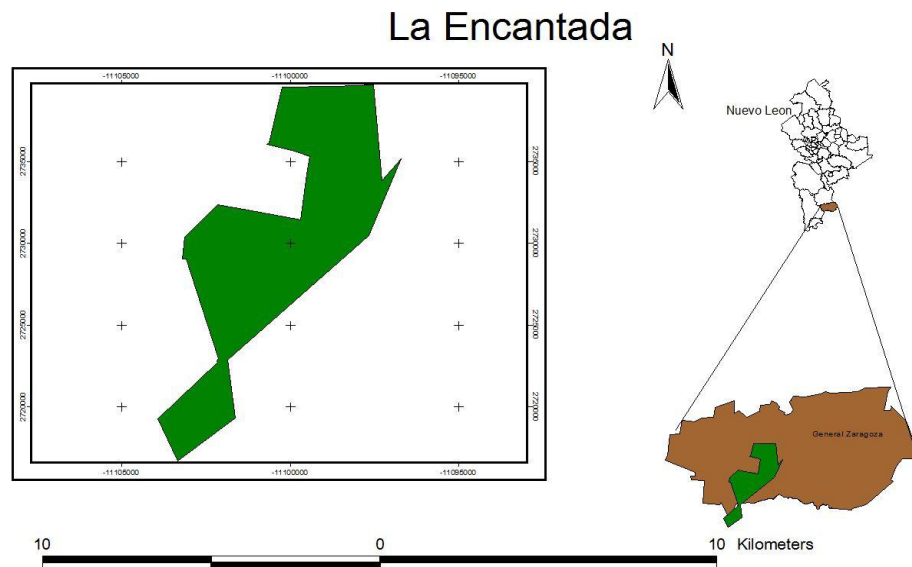 La Encantada
N
-11105000 -11100000 -11095000
Nuevo Leon
2735000 2735000
2730000 2730000
2725000 2725000
2720000 2720000
General Zaragoza
-11105000 -11100000 -11095000
10 0 10 Kilometers